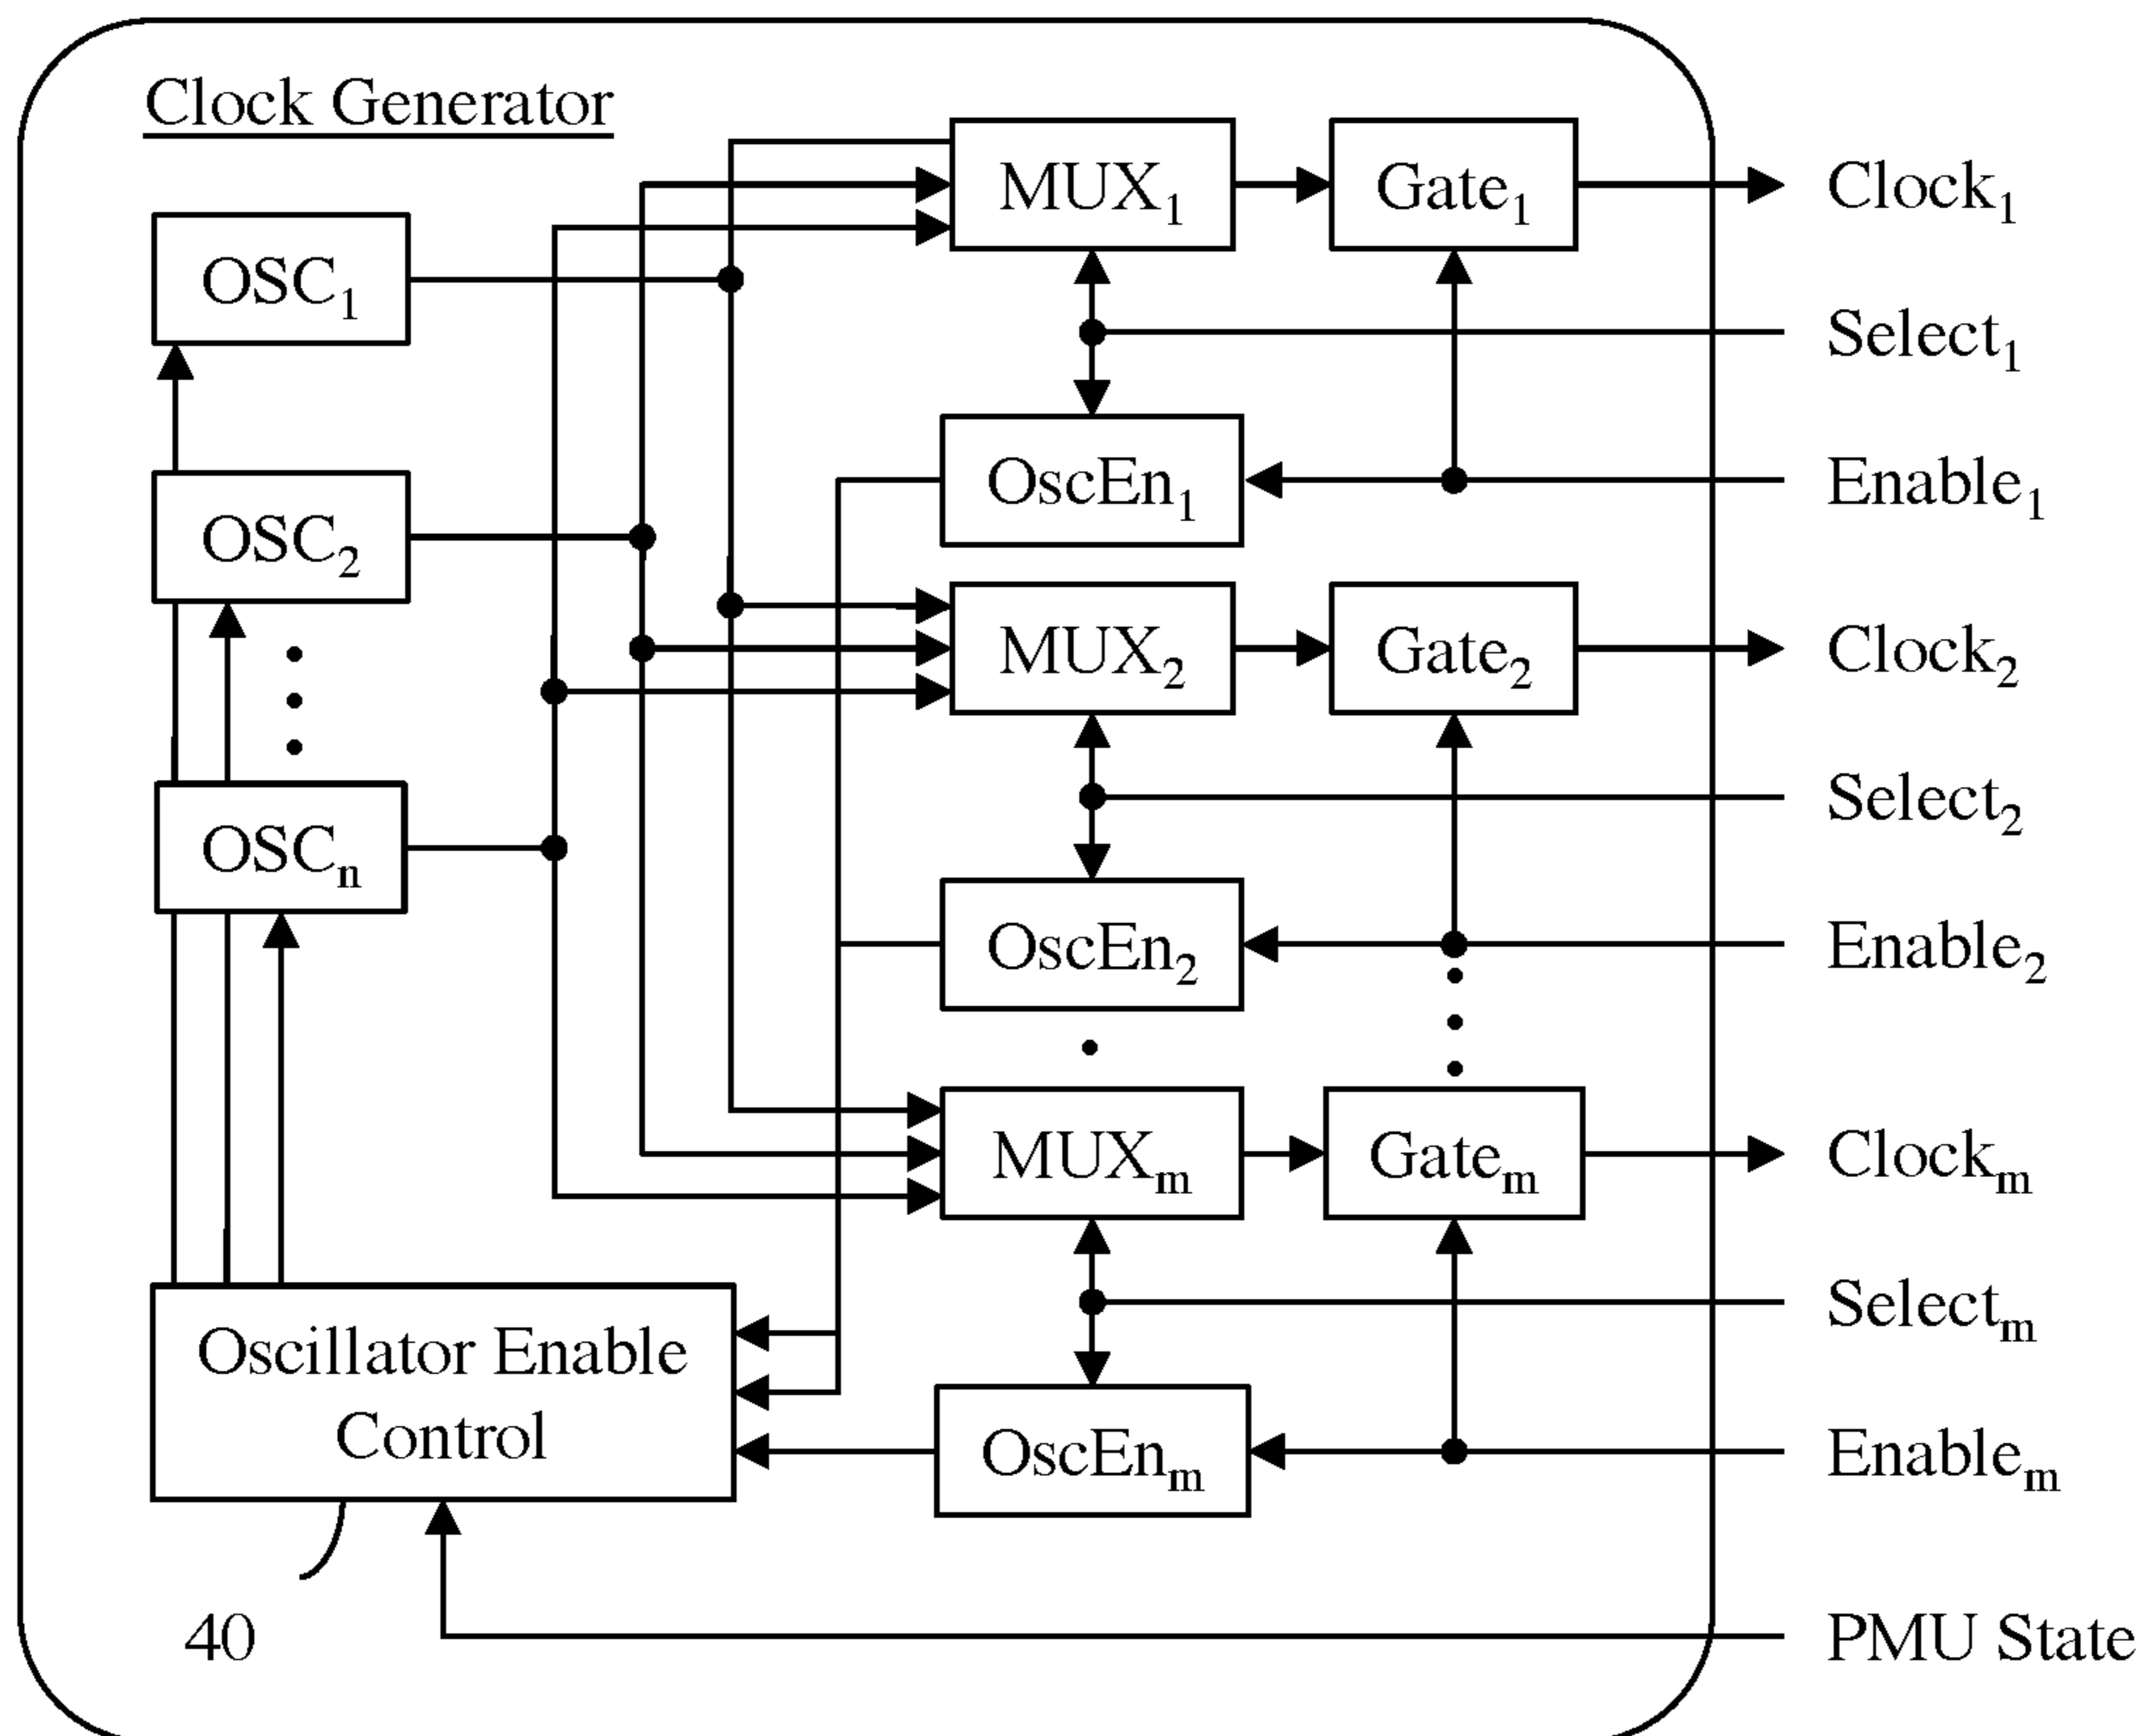 Clock Generator
OSC₁
OSC₂
OSCₙ
Oscillator Enable
Control
40
MUX₁
Gate₁
Clock₁
Select₁
OscEn₁
Enable₁
MUX₂
Gate₂
Clock₂
Select₂
OscEn₂
Enable₂
MUXₘ
Gateₘ
Clockₘ
Selectₘ
OscEnₘ
Enableₘ
PMU State